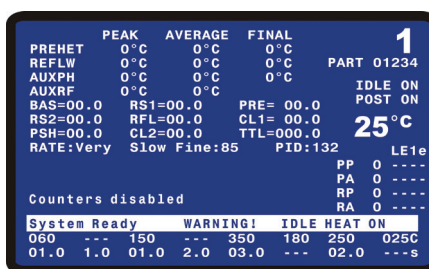 PEAK AVERAGE FINAL 1
PREHET 0°C 0°C 0°C
REFLW 0°C 0°C 0°C PART 01234
AUXPH 0°C 0°C 0°C
AUXRF 0°C 0°C IDLE ON
BAS=00.0 RS1=00.0 PRE= 00.0 POST ON
RS2=00.0 RFL=00.0 CL1= 00.0
PSH=00.0 CL2=00.0 TTL=000.0 25°C
RATE:Very Slow Fine:85 PID:132 LE1e
PP 0 ----
PA 0 ----
RP 0 ----
Counters disabled
RA 0 ----
System Ready WARNING! IDLE HEAT ON
060 --- 150 --- 350 180 250 025C
01.0 1.0 01.0 2.0 03.0 --- 02.0 ---s